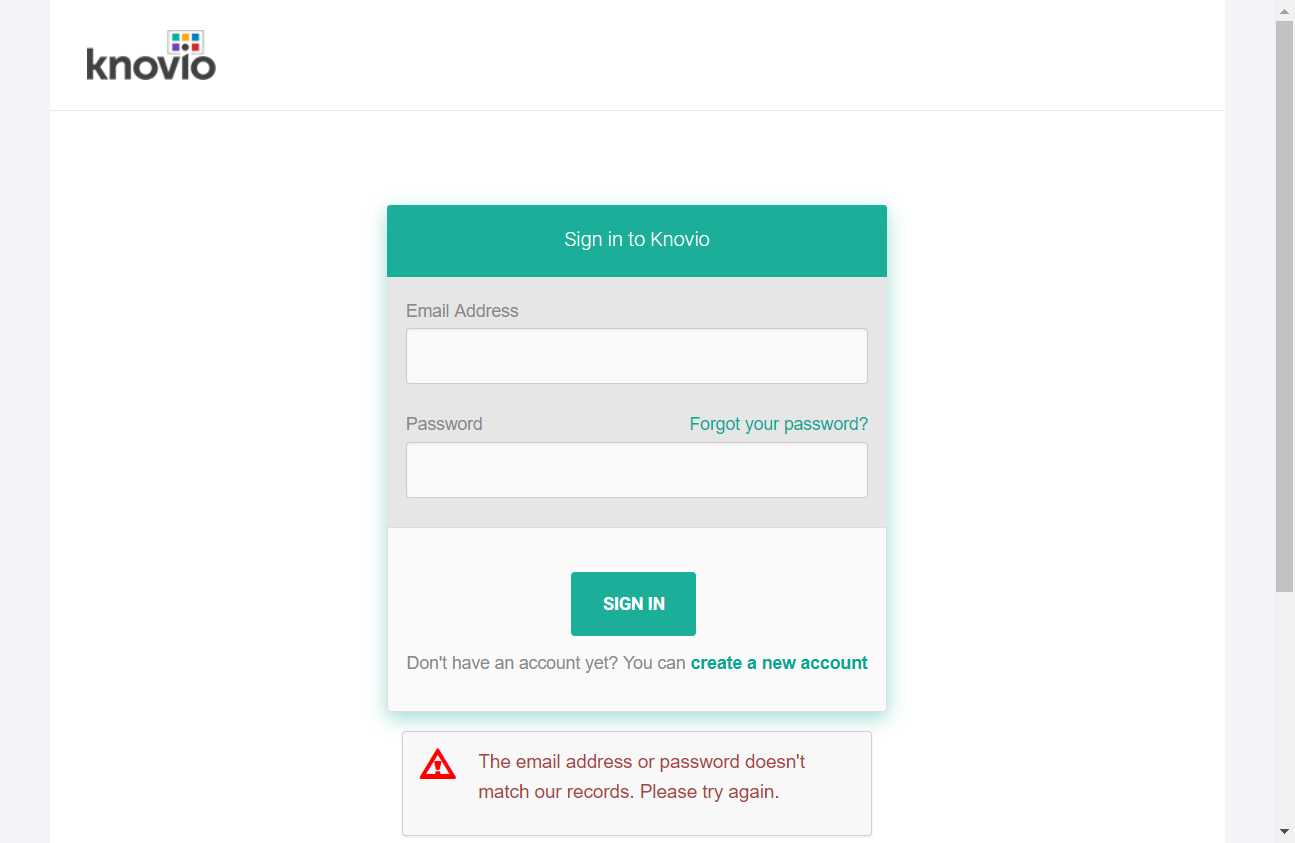 knovio
Sign in to Knovio
Email Address
Password
Forgot your password?
SIGN IN
Don't have an account yet? You can create a new account
The email address or password doesn't
match our records. Please try again.